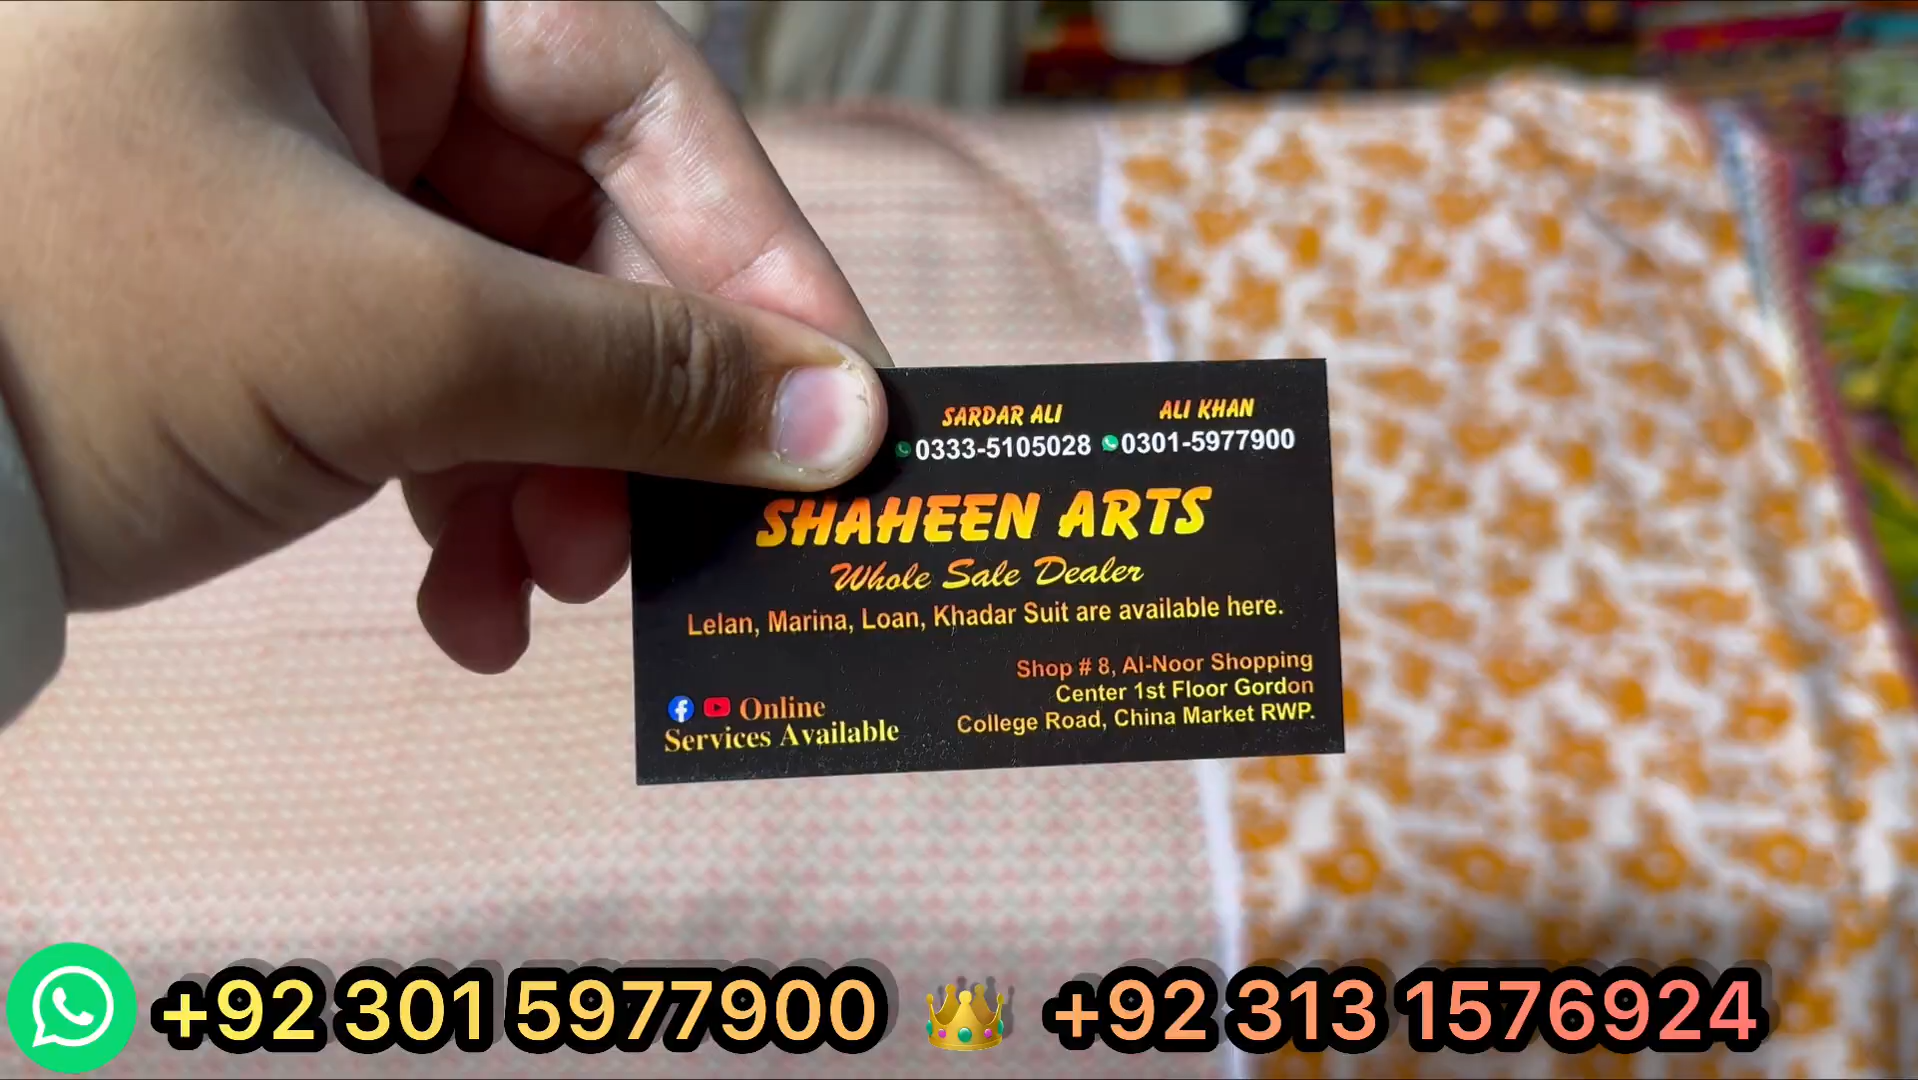 SARDAR ALI
0333-5105028
ALI KHAN
0301-5977900
SHAHEEN ARTS
Whole Sale Dealer
Lelan, Marina, Loan, Khadar Suit are available here.
Online
Services Available
Shop # 8, Al-Noor Shopping
Center 1st Floor Gordon
College Road, China Market RWP.
+92 301 5977900 👑 +92 313 1576924